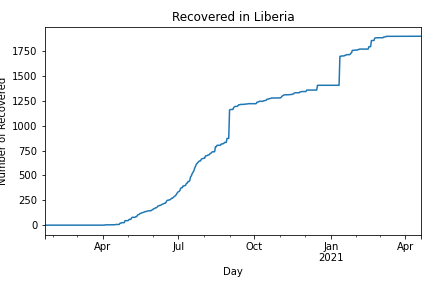 Recovered in Liberia
Number of Recovered
1750
1500
1250
1000
750
500
250
0
Apr
Jul
Oct
Jan
2021
Apr
Day